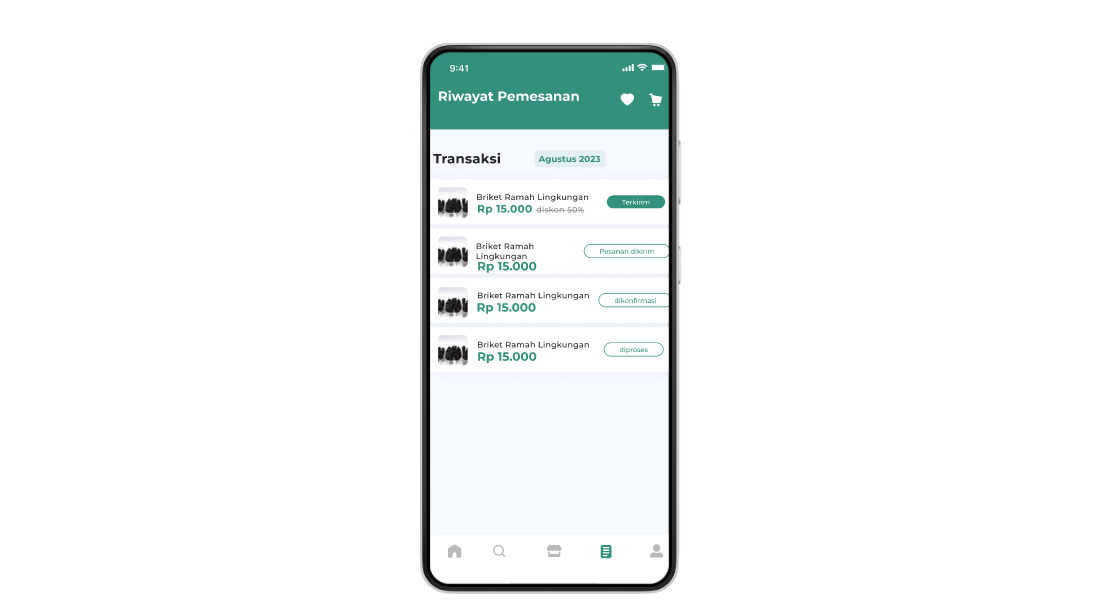 9:41
Riwayat Pemesanan
Transaksi Agustus 2023
Briket Ramah Lingkungan
Rp 15.000 diskon 50%
Terkirim
Briket Ramah
Lingkungan
Rp 15.000
Pesanan dikirim
Briket Ramah Lingkungan
Rp 15.000
dikonfirmasi
Briket Ramah Lingkungan
Rp 15.000
diproses